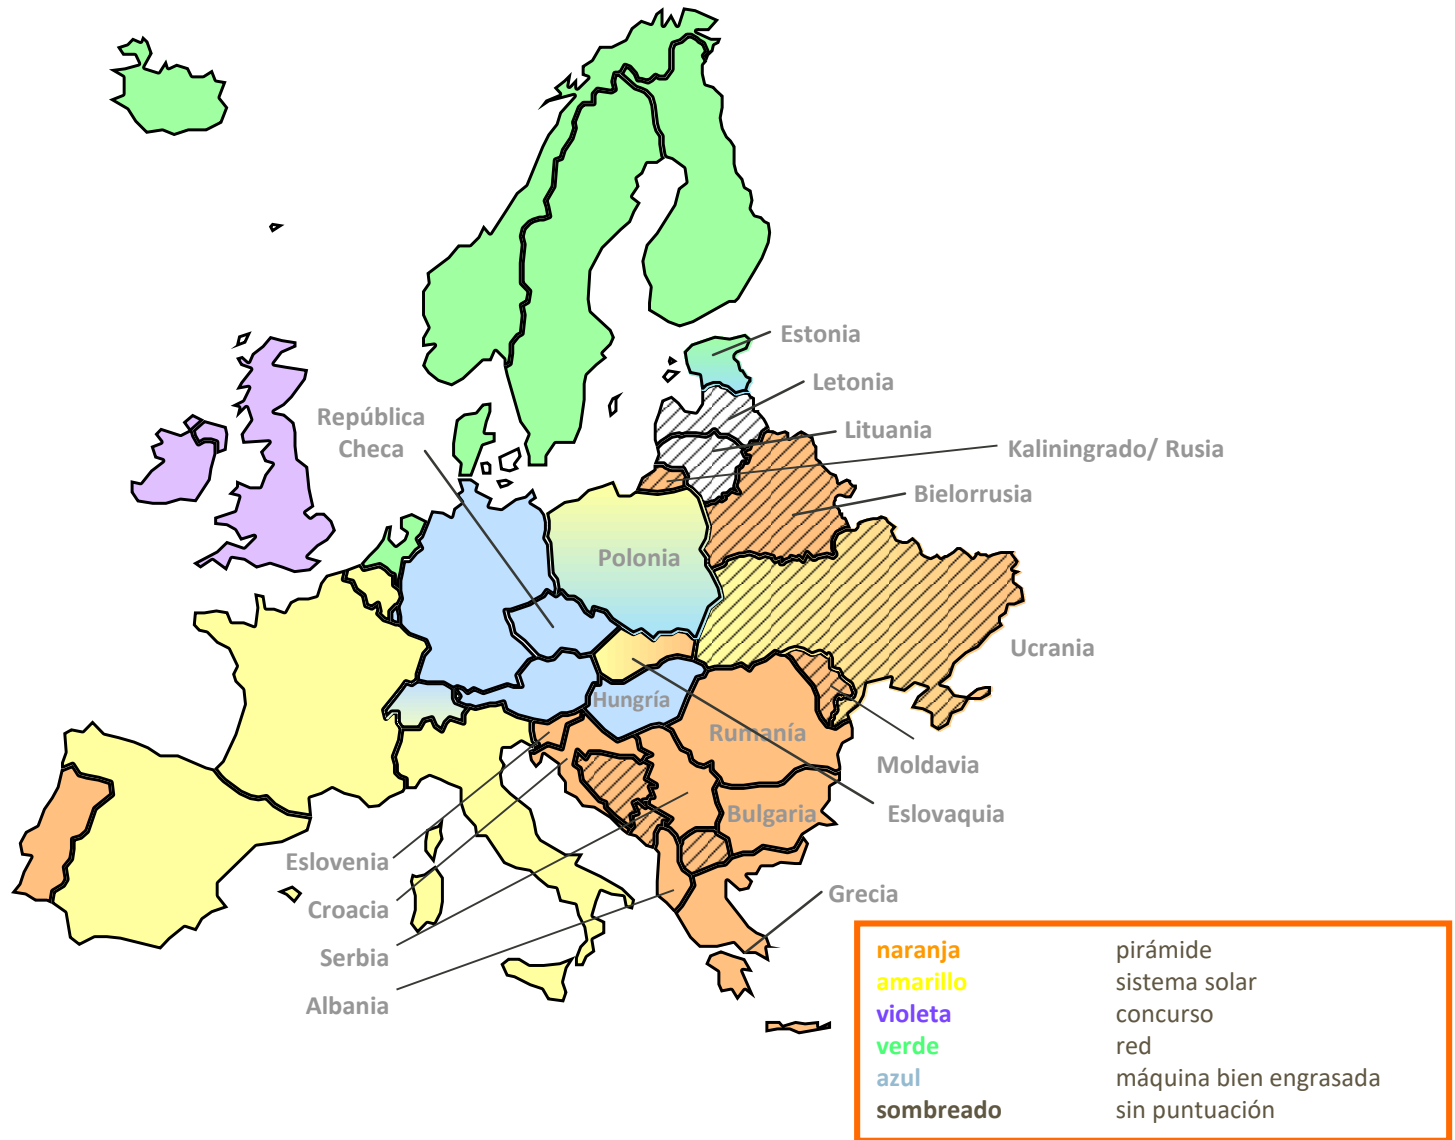 Estonia
Letonia
República
Checa
Lituania
Kaliningrado/ Rusia
Bielorrusia
Polonia
Ucrania
Hungría
Rumanía
Moldavia
Bulgaria
Eslovaquia
Eslovenia
Croacia
Grecia
Serbia
Albania
naranja pirámide
amarillo sistema solar
violeta concurso
verde red
azul máquina bien engrasada
sombreado sin puntuación